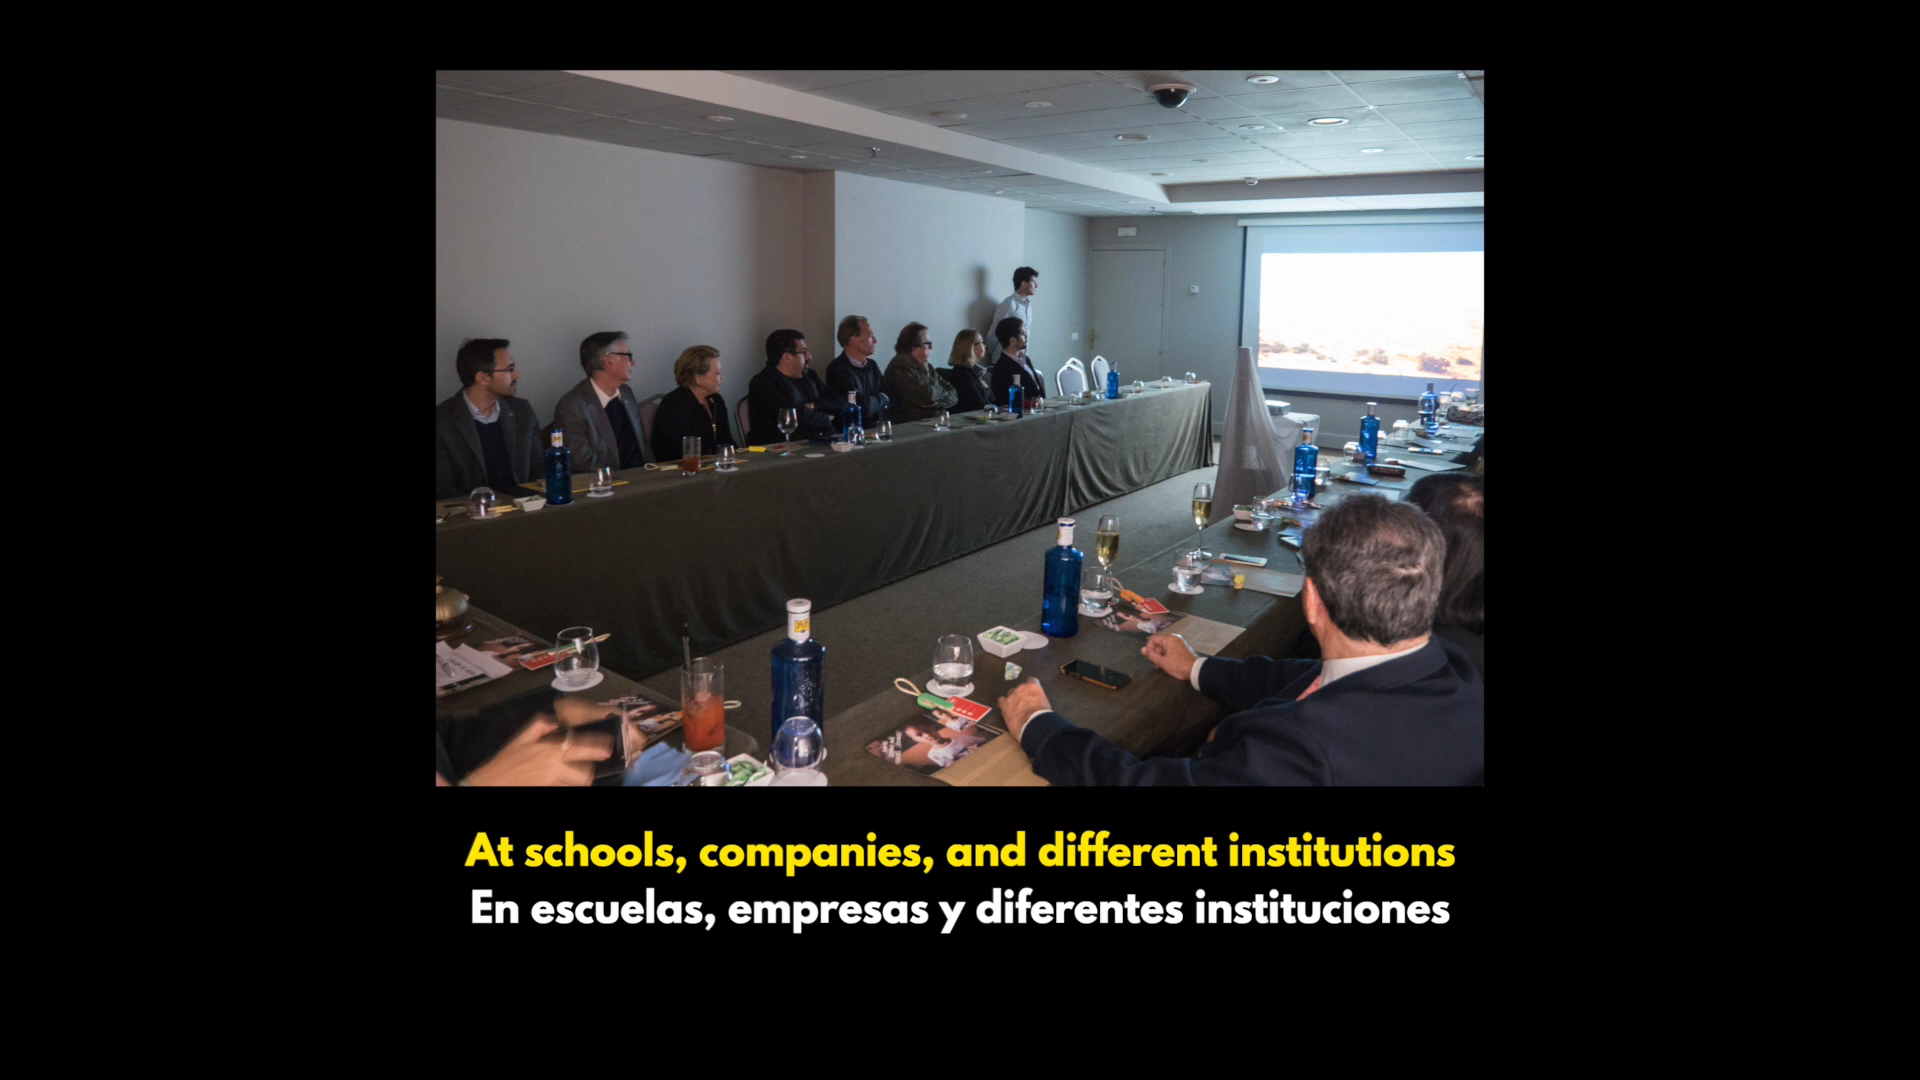 At schools, companies, and different institutions
En escuelas, empresas y diferentes instituciones